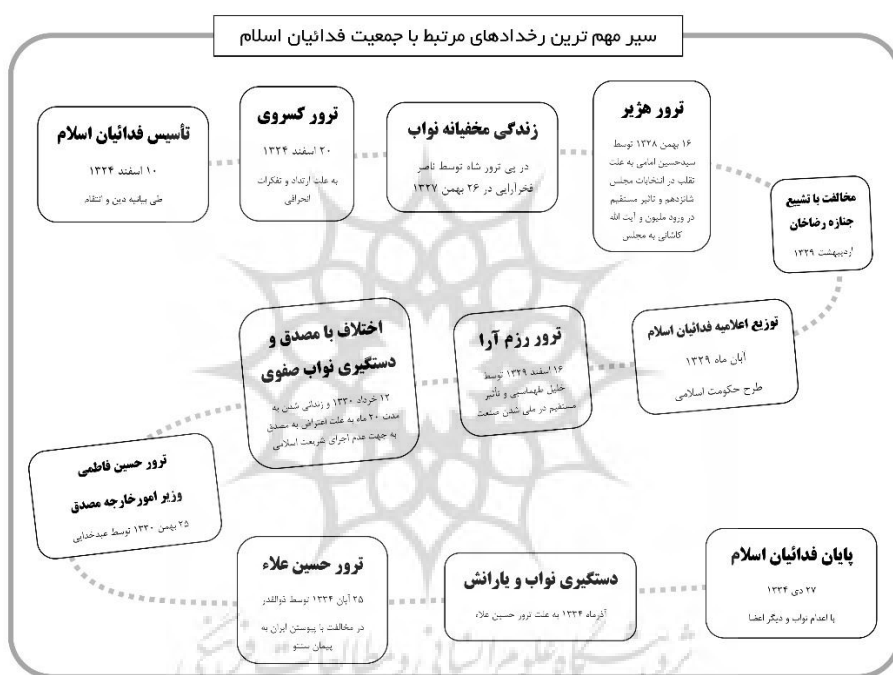 سیر مهم ترین رخدادهای مرتبط با جمعیت فدائیان اسلام
تأسیس فدائیان اسلام
۱۰ اسفند ۱۳۲۴
طی بیانیه دین و انتقام
ترور کسروی
۲۰ اسفند ۱۳۲۴
به علت ارتداد و تفکرات
انحرافی
زندگی مخفیانه نواب
در پی ترور شاه توسط ناصر
فخرآرایی در ۲۶ بهمن ۱۳۲۷
ترور هژیر
۱۶ بهمن ۱۳۲۸ توسط
سیدحسین امامی به علت
تقلب در انتخابات مجلس
شانزدهم و تاثیر مستقیم
در ورود ملیون و آیت الله
کاشانی به مجلس
مخالفت با تشییع
جنازه رضاخان
اردیبهشت ۱۳۲۹
توزیع اعلامیه فدائیان اسلام
آبان ماه ۱۳۲۹
طرح حکومت اسلامی
ترور رزم آرا
۱۶ اسفند ۱۳۲۹ توسط
خلیل طهماسبی و تأثیر
مستقیم در ملی شدن صنعت
اختلاف با مصدق و
دستگیری نواب صفوی
۱۲ خرداد ۱۳۳۰ و زندانی شدن به
مدت ۲۰ ماه به علت اعتراض به مصدق
به جهت عدم اجرای شریعت اسلامی
ترور حسین فاطمی
وزیر امورخارجه مصدق
۲۵ بهمن ۱۳۳۰ توسط عبدخدایی
ترور حسین علاء
۲۵ آبان ۱۳۳۴ توسط ذوالقدر
در مخالفت با پیوستن ایران به
پیمان سنتو
دستگیری نواب و یارانش
آذرماه ۱۳۳۴ به علت ترور حسین علاء
پایان فدائیان اسلام
۲۷ دی ۱۳۳۴
با اعدام نواب و دیگر اعضا
پژوهشگاه علوم انسانی و مطالعات فرهنگی